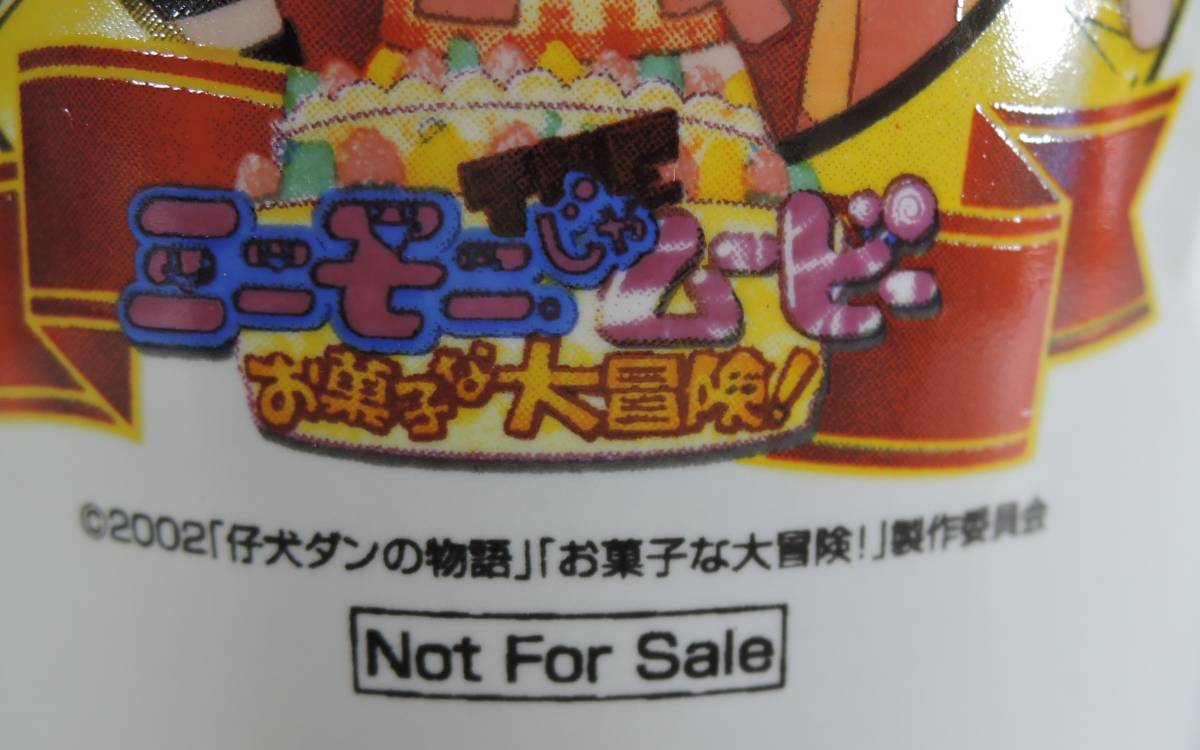 THE
ミニモニ。じゃムービー
お菓子な大冒険!
©2002「仔犬ダンの物語」「お菓子な大冒険!」製作委員会
Not For Sale